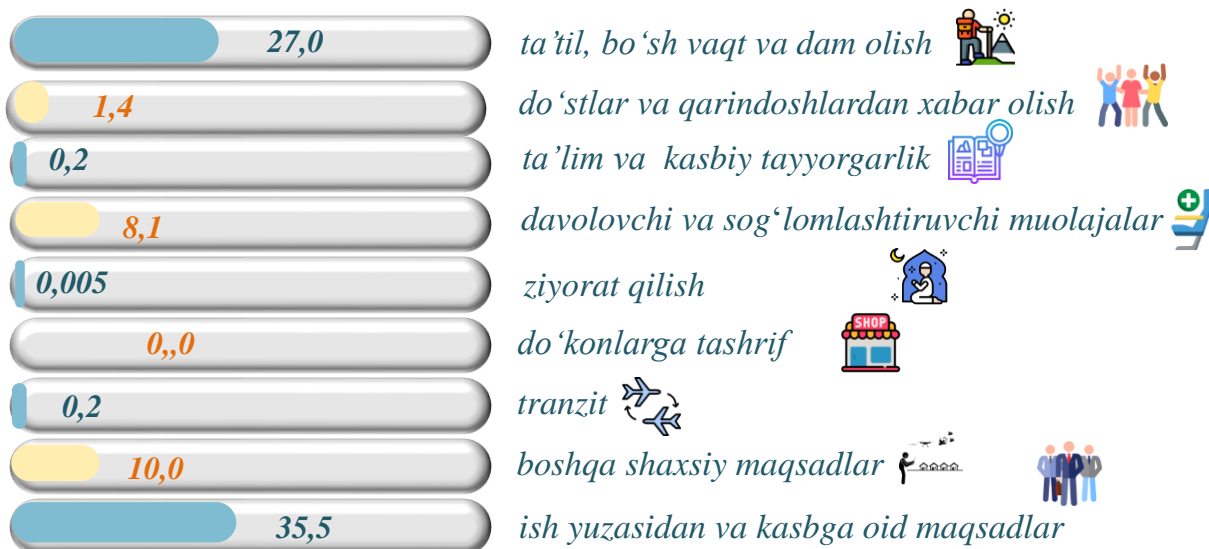 27,0 ta’til, bo‘sh vaqt va dam olish
1,4 do‘stlar va qarindoshlardan xabar olish
0,2 ta’lim va kasbiy tayyorgarlik
8,1 davolovchi va sog‘lomlashtiruvchi muolajalar
0,005 ziyorat qilish
0,,0 do‘konlarga tashrif
SHOP
0,2 tranzit
10,0 boshqa shaxsiy maqsadlar
35,5 ish yuzasidan va kasbga oid maqsadlar